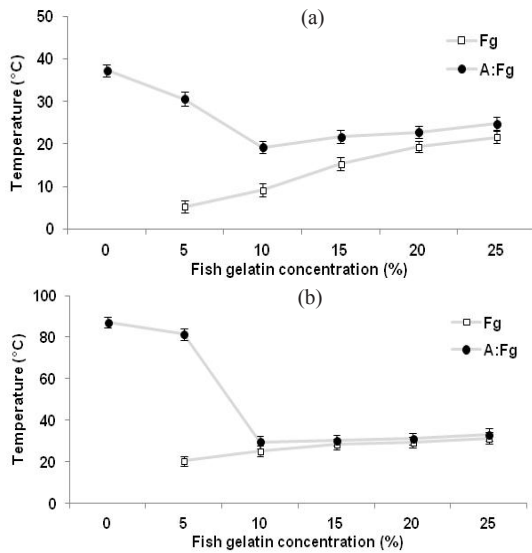 (a)
50
40
30
20
10
0
Temperature (°C)
Fg
A:Fg
0 5 10 15 20 25
Fish gelatin concentration (%)
(b)
100
80
60
40
20
0
Temperature (°C)
Fg
A:Fg
0 5 10 15 20 25
Fish gelatin concentration (%)